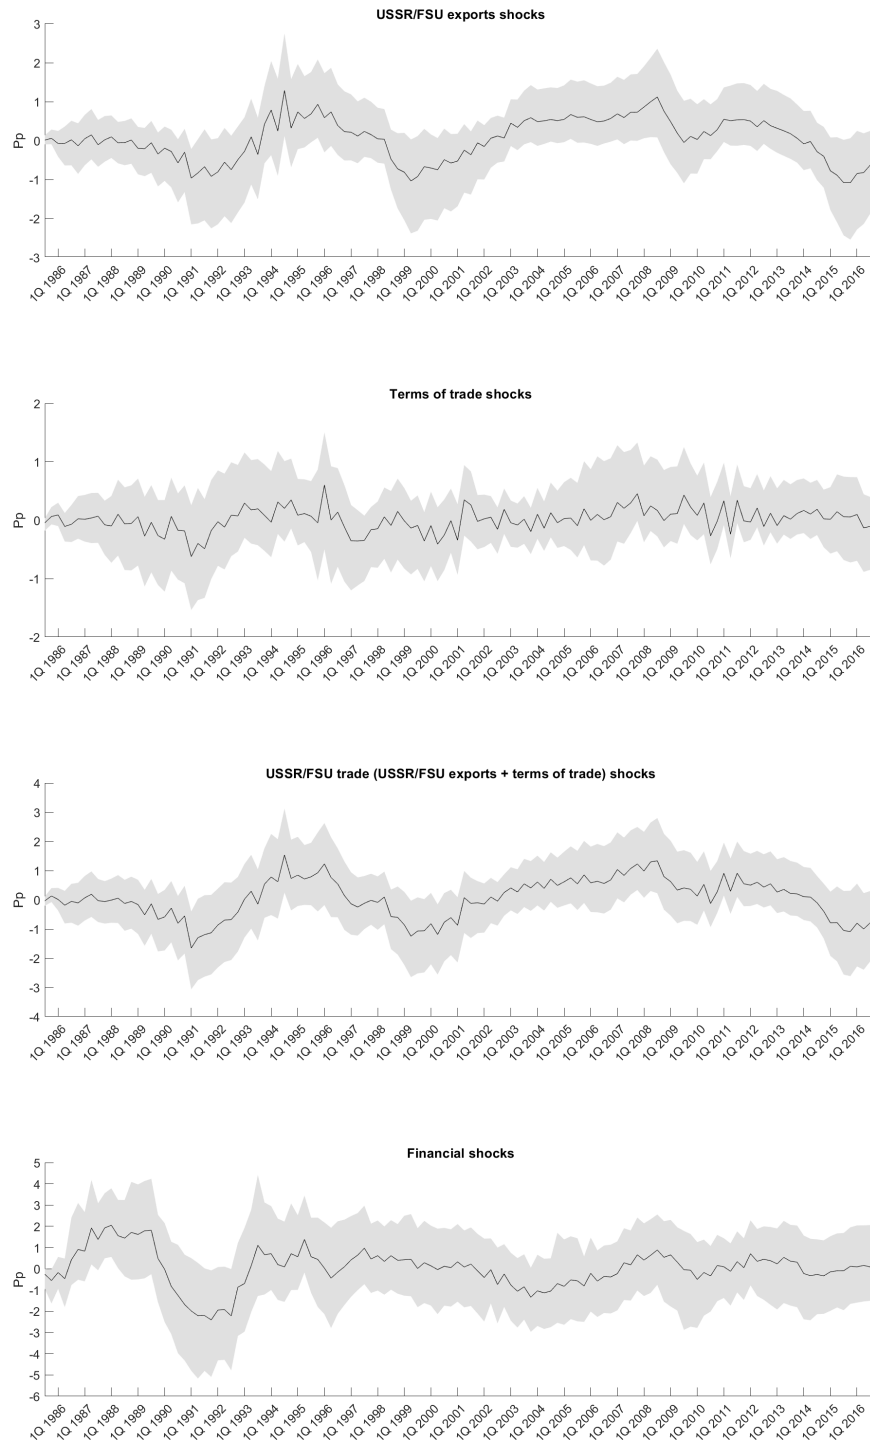 USSR/FSU exports shocks
3
2
1
0
-1
-2
-3
Pp
1Q 1986 1Q 1987 1Q 1988 1Q 1989 1Q 1990 1Q 1991 1Q 1992 1Q 1993 1Q 1994 1Q 1995 1Q 1996 1Q 1997 1Q 1998 1Q 1999 1Q 2000 1Q 2001 1Q 2002 1Q 2003 1Q 2004 1Q 2005 1Q 2006 1Q 2007 1Q 2008 1Q 2009 1Q 2010 1Q 2011 1Q 2012 1Q 2013 1Q 2014 1Q 2015 1Q 2016
Terms of trade shocks
2
1
0
-1
-2
Pp
1Q 1986 1Q 1987 1Q 1988 1Q 1989 1Q 1990 1Q 1991 1Q 1992 1Q 1993 1Q 1994 1Q 1995 1Q 1996 1Q 1997 1Q 1998 1Q 1999 1Q 2000 1Q 2001 1Q 2002 1Q 2003 1Q 2004 1Q 2005 1Q 2006 1Q 2007 1Q 2008 1Q 2009 1Q 2010 1Q 2011 1Q 2012 1Q 2013 1Q 2014 1Q 2015 1Q 2016
USSR/FSU trade (USSR/FSU exports + terms of trade) shocks
4
3
2
1
0
-1
-2
-3
-4
Pp
1Q 1986 1Q 1987 1Q 1988 1Q 1989 1Q 1990 1Q 1991 1Q 1992 1Q 1993 1Q 1994 1Q 1995 1Q 1996 1Q 1997 1Q 1998 1Q 1999 1Q 2000 1Q 2001 1Q 2002 1Q 2003 1Q 2004 1Q 2005 1Q 2006 1Q 2007 1Q 2008 1Q 2009 1Q 2010 1Q 2011 1Q 2012 1Q 2013 1Q 2014 1Q 2015 1Q 2016
Financial shocks
5
4
3
2
1
0
-1
-2
-3
-4
-5
-6
Pp
1Q 1986 1Q 1987 1Q 1988 1Q 1989 1Q 1990 1Q 1991 1Q 1992 1Q 1993 1Q 1994 1Q 1995 1Q 1996 1Q 1997 1Q 1998 1Q 1999 1Q 2000 1Q 2001 1Q 2002 1Q 2003 1Q 2004 1Q 2005 1Q 2006 1Q 2007 1Q 2008 1Q 2009 1Q 2010 1Q 2011 1Q 2012 1Q 2013 1Q 2014 1Q 2015 1Q 2016